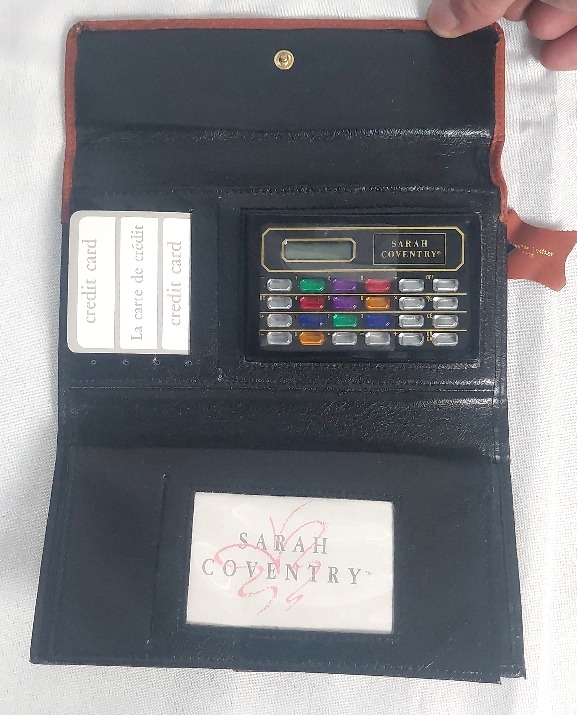 credit card
La carte de crédit
credit card
SARAH
COVENTRY®
SARAH
COVENTRY™